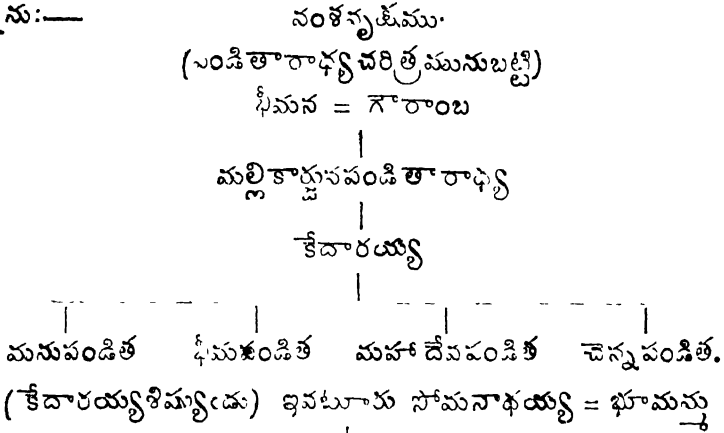 ను:— వంశవృక్షము.
(పండితారాధ్యచరిత్రమునుబట్టి)
భీమన = గౌరాంబ
మల్లికార్జునపండితారాధ్య
కేదారయ్య
మనుపండిత భీమపండిత మహాదేవపండిత చెన్నపండిత.
(కేదారయ్యశిష్యుఁడు) ఇవటూరు సోమనాథయ్య = భూమమ్మ